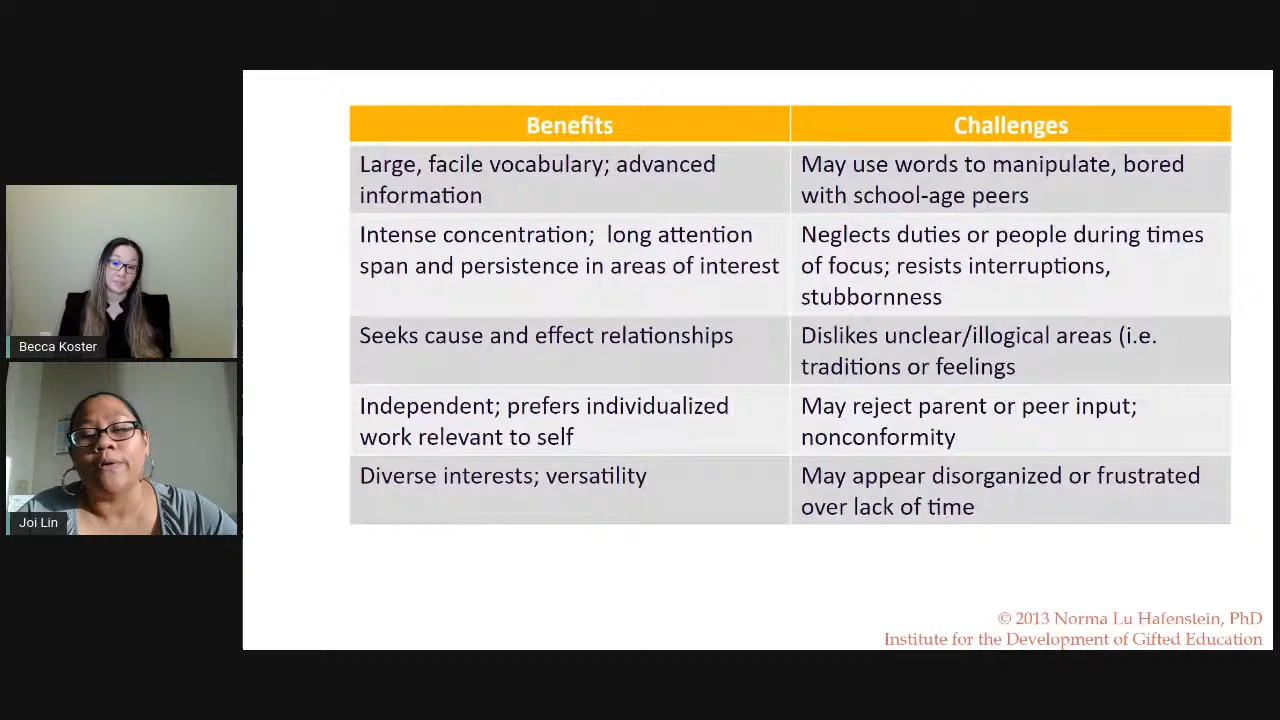 Benefits
Challenges
Large, facile vocabulary; advanced
information
May use words to manipulate, bored
with school-age peers
Intense concentration;  long attention
span and persistence in areas of interest
Neglects duties or people during times
of focus; resists interruptions,
stubbornness
Seeks cause and effect relationships
Dislikes unclear/illogical areas (i.e.
traditions or feelings
Independent; prefers individualized
work relevant to self
May reject parent or peer input;
nonconformity
Diverse interests; versatility
May appear disorganized or frustrated
over lack of time
Becca Koster
Joi Lin
© 2013 Norma Lu Hafenstein, PhD
Institute for the Development of Gifted Education